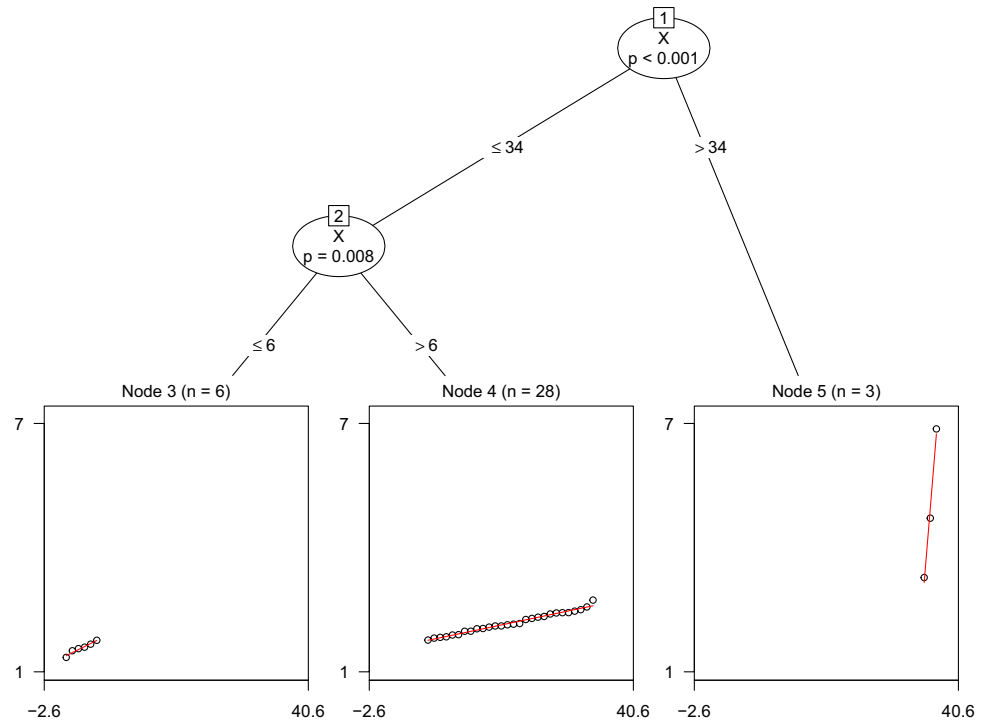 1
X
p < 0.001
≤ 34
> 34
2
X
p = 0.008
≤ 6
> 6
Node 3 (n = 6)
7
1
−2.6
40.6
Node 4 (n = 28)
7
1
−2.6
40.6
Node 5 (n = 3)
7
1
−2.6
40.6